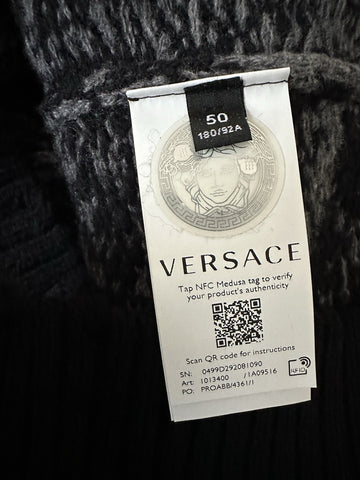 50
180/92A
VERSACE
Tap NFC Medusa tag to verify
your product's authenticity
Scan QR code for instructions
SN: 0499D292081090
Art: 1013400 /1A09516
PO: PROABB/4361/1
NFC